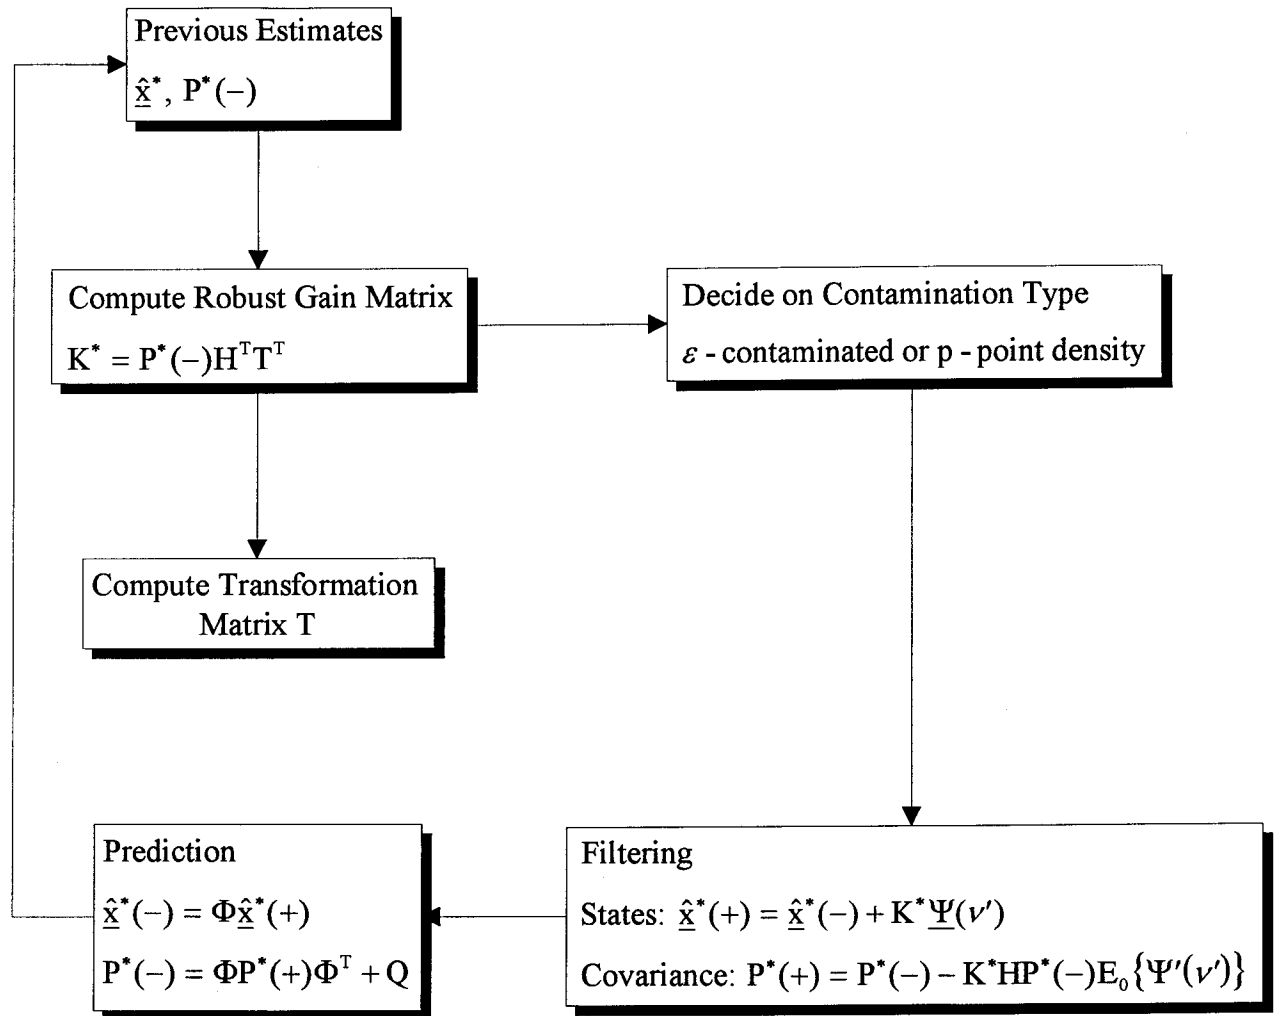 Previous Estimates
x̲̂*, P*(−)
Compute Robust Gain Matrix
K* = P*(−)HᵀTᵀ
Decide on Contamination Type
ε - contaminated or p - point density
Compute Transformation
Matrix T
Prediction
x̲̂*(−) = Φx̲̂*(+)
P*(−) = ΦP*(+)Φᵀ + Q
Filtering
States: x̲̂*(+) = x̲̂*(−) + K*Ψ̲(ν′)
Covariance: P*(+) = P*(−) − K*HP*(−)E₀{Ψ′(ν′)}